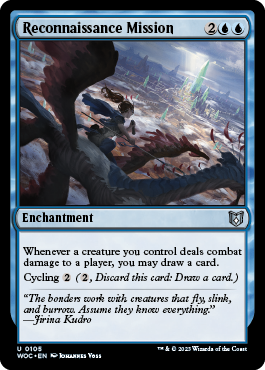 Reconnaissance Mission 2
Enchantment
Whenever a creature you control deals combat
damage to a player, you may draw a card.
Cycling 2 (2, Discard this card: Draw a card.)
“The bonders work with creatures that fly, slink,
and burrow. Assume they know everything.”
—Jirina Kudro
U 0105
WOC • EN Johannes Voss
™ & © 2023 Wizards of the Coast